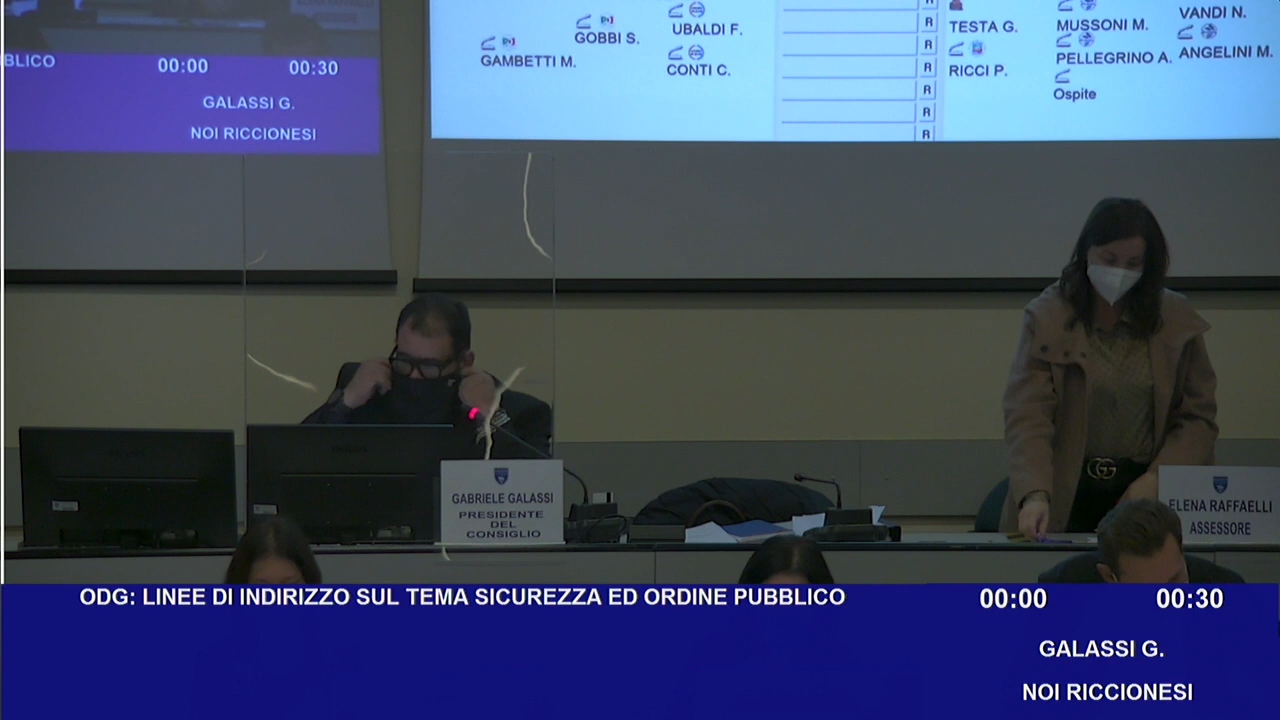 BLICO
00:00
00:30
GALASSI G.
NOI RICCIONESI
GOBBI S.
UBALDI F.
GAMBETTI M.
CONTI C.
R
R
R
R
R
R
TESTA G.
MUSSONI M.
VANDI N.
RICCI P.
PELLEGRINO A.
ANGELINI M.
Ospite
GABRIELE GALASSI
PRESIDENTE
DEL
CONSIGLIO
ELENA RAFFAELLI
ASSESSORE
ODG: LINEE DI INDIRIZZO SUL TEMA SICUREZZA ED ORDINE PUBBLICO
00:00
00:30
GALASSI G.
NOI RICCIONESI